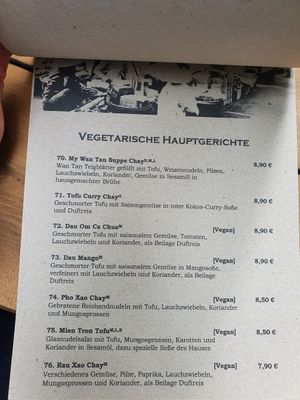 VEGETARISCHE HAUPTGERICHTE
70. My Wan Tan Suppe Chay
Wan Tan Teigblätter gefüllt mit Tofu, Weizennudeln, Pilzen, 8,90 €
Lauchzwiebeln, Koriander, Gemüse in Sesamöl in
hausgemachter Brühe
71. Tofu Curry Chay
Geschmorter Tofu mit Saisongemüse in roter Kokos-Curry-Soße 8,90 €
und Duftreis
72. Dau Om Ca Chua [Vegan]
Geschmorter Tofu mit saisonalem Gemüse, Tomaten, 8,90 €
Lauchzwiebeln und Koriander, als Beilage Duftreis
73. Dau Mango [Vegan]
Geschmorter Tofu mit saisonalem Gemüse in Mangosoße, 8,90 €
verfeinert mit Lauchzwiebeln und Koriander, als Beilage
Duftreis
74. Pho Xao Chay [Vegan] 8,50 €
Gebratene Reisbandnudeln mit Tofu, Lauchzwiebeln, Koriander
und Mungosprossen
75. Mien Tron Tofu [Vegan] 8,50 €
Glasnudelsalat mit Tofu, Mungosprossen, Karotten und
Koriander in Sesamöl, dazu spezielle Soße des Hauses
76. Rau Xao Chay [Vegan] 7,90 €
Verschiedenes Gemüse, Pilze, Paprika, Lauchzwiebeln,
Mungosprossen und Koriander, als Beilage Duftreis